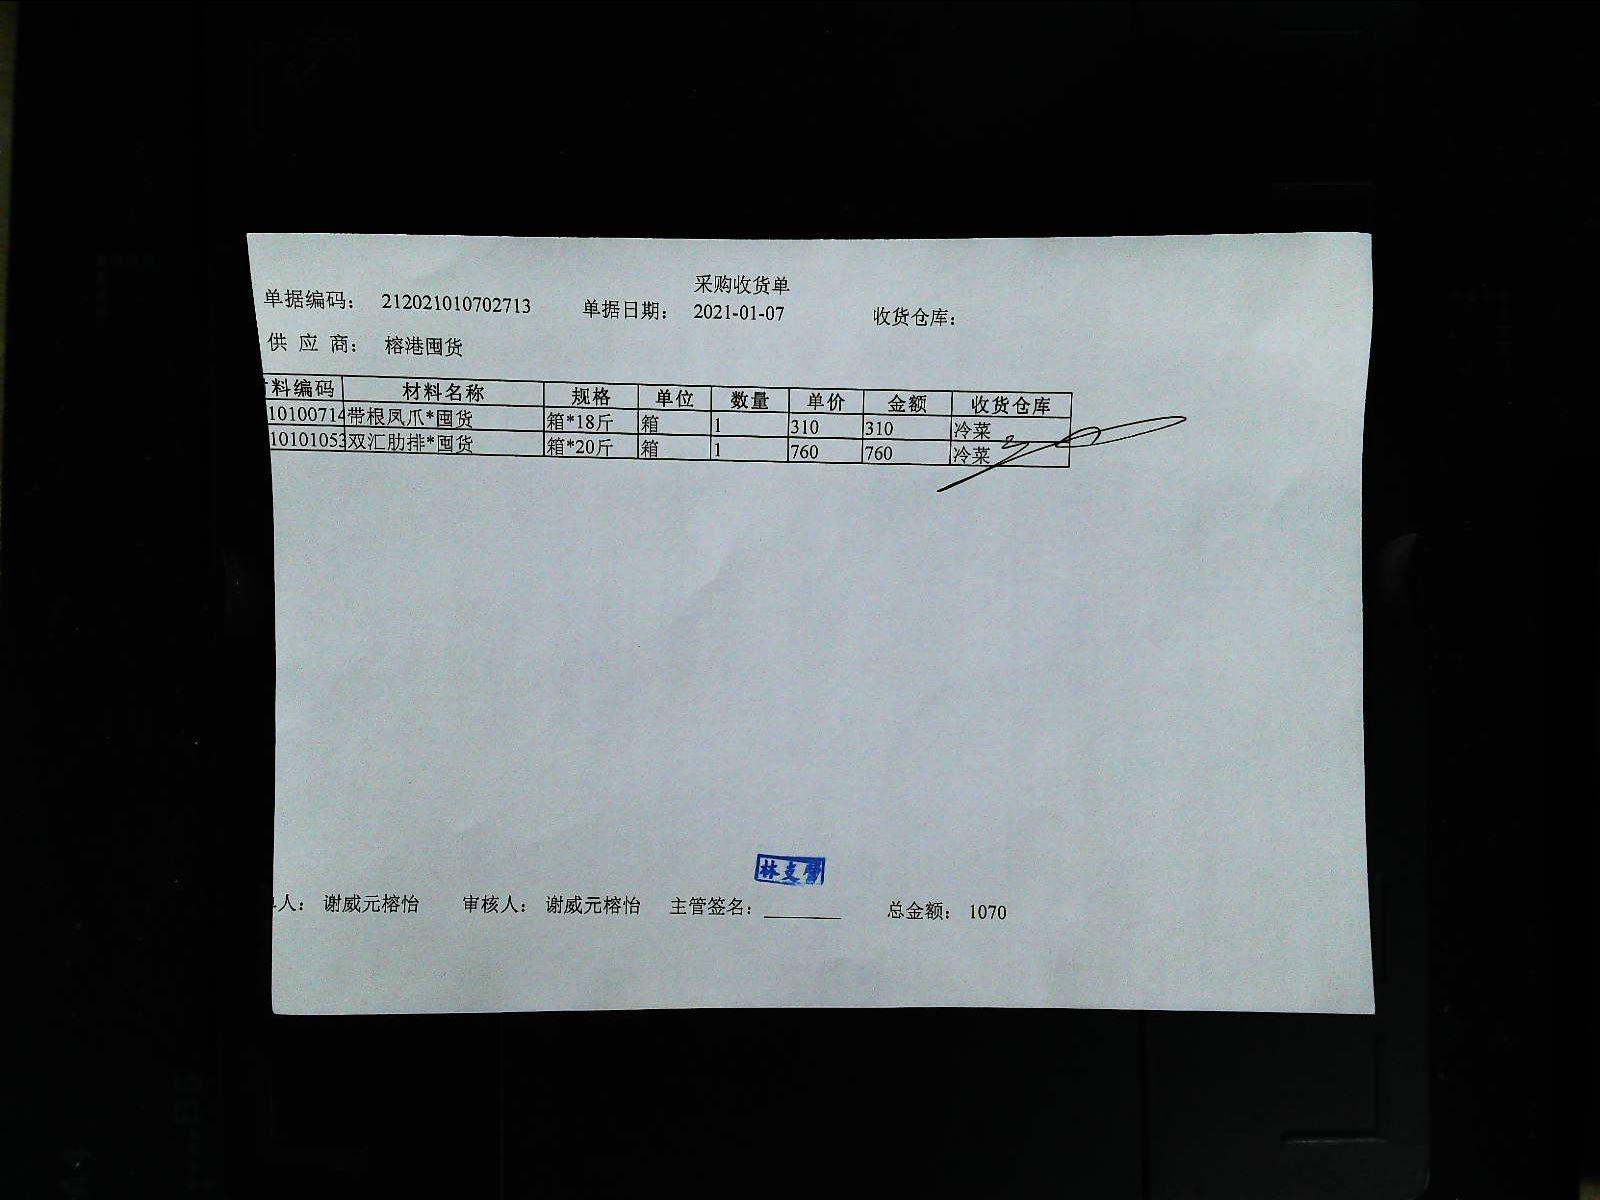 采购收货单
单据编码： 212021010702713 单据日期： 2021-01-07 收货仓库：
供 应 商： 榕港囤货
料编码 材料名称 规格 单位 数量 单价 金额 收货仓库
10100714 带根凤爪*囤货 箱*18斤 箱 1 310 310 冷菜
10101053 双汇肋排*囤货 箱*20斤 箱 1 760 760 冷菜
人： 谢威元榕怡 审核人： 谢威元榕怡 主管签名： 总金额： 1070